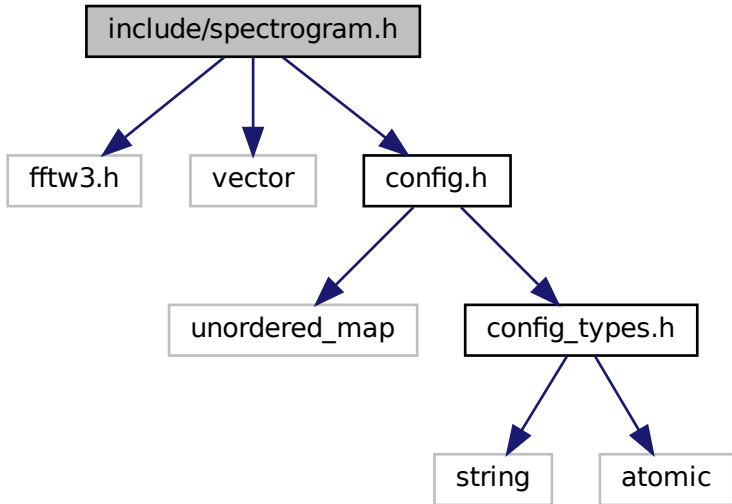 include/spectrogram.h
fftw3.h
vector
config.h
unordered_map
config_types.h
string
atomic